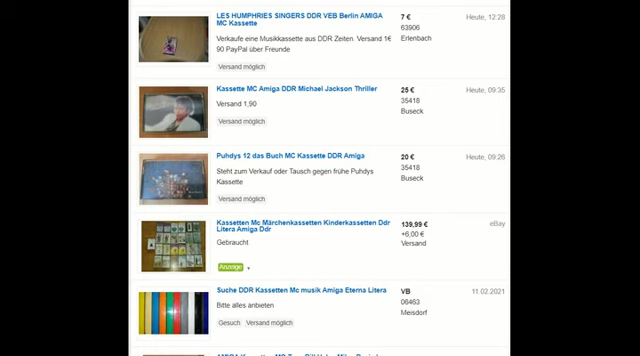 LES HUMPHRIES SINGERS DDR VEB Berlin AMIGA
MC Kassette
7 €
Heute, 12:28
Verkaufe eine Musikkassette aus DDR Zeiten. Versand 1€
90 PayPal über Freunde
63906
Erlenbach
Versand möglich
Kassette MC Amiga DDR Michael Jackson Thriller
25 €
Heute, 09:35
Versand 1,90
35418
Buseck
Versand möglich
Puhdys 12 das Buch MC Kassette DDR Amiga
20 €
Heute, 09:26
Steht zum Verkauf oder Tausch gegen frühe Puhdys
Kassette
35418
Buseck
Versand möglich
Kassetten Mc Märchenkassetten Kinderkassetten Ddr
Litera Amiga Ddr
139,99 €
eBay
+6,00 €
Versand
Gebraucht
Anzeige
Suche DDR Kassetten Mc musik Amiga Eterna Litera
VB
11.02.2021
Bitte alles anbieten
06463
Meisdorf
Gesuch Versand möglich